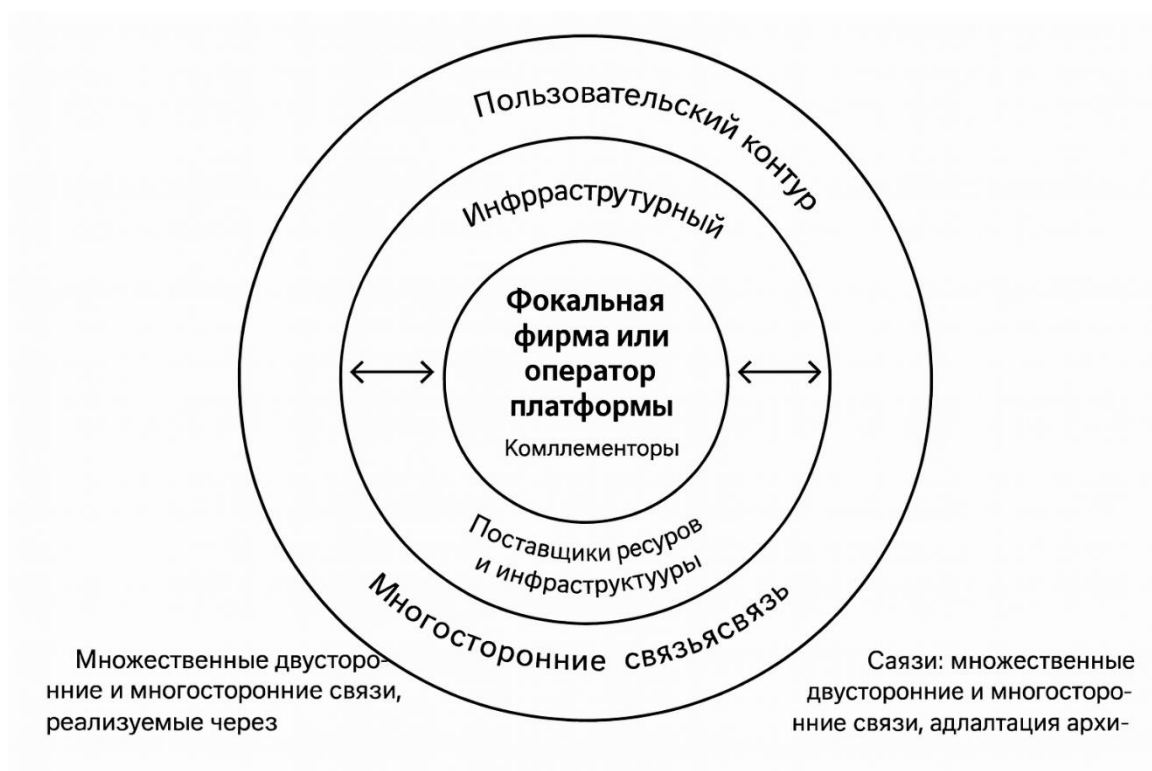 Пользовательский контур
Инфрраструтурный
Фокальная
фирма или
оператор
платформы
Комллементоры
Поставщики ресуров
и инфраструктууры
Многосторонние связьясвязь
Множественные двусторо-
нние и многосторонние связи,
реализуемые через
Саязи: множественные
двусторонние и многосторо-
нние связи, адлалтация архи-